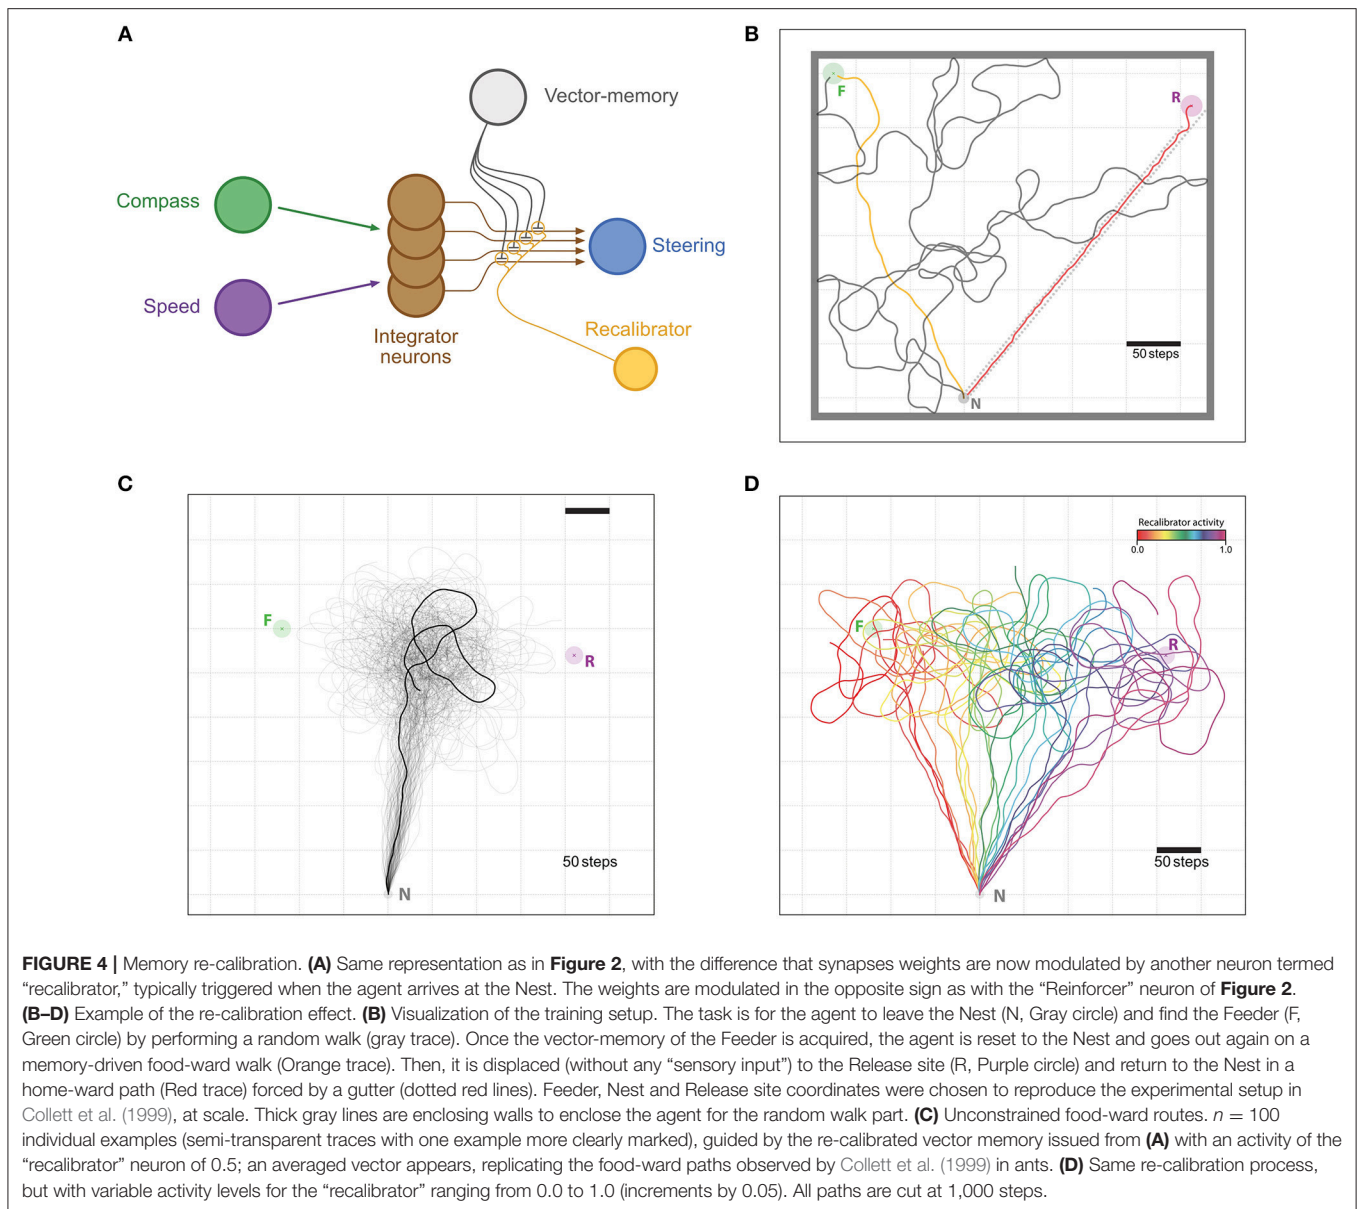 A
Vector-memory
Compass
Speed
Integrator
neurons
Steering
Recalibrator
B
F
R
N
50 steps
C
F
R
N
50 steps
D
Recalibrator activity
0.0 1.0
F
R
N
50 steps
FIGURE 4 | Memory re-calibration. (A) Same representation as in Figure 2, with the difference that synapses weights are now modulated by another neuron termed
“recalibrator,” typically triggered when the agent arrives at the Nest. The weights are modulated in the opposite sign as with the “Reinforcer” neuron of Figure 2.
(B–D) Example of the re-calibration effect. (B) Visualization of the training setup. The task is for the agent to leave the Nest (N, Gray circle) and find the Feeder (F,
Green circle) by performing a random walk (gray trace). Once the vector-memory of the Feeder is acquired, the agent is reset to the Nest and goes out again on a
memory-driven food-ward walk (Orange trace). Then, it is displaced (without any “sensory input”) to the Release site (R, Purple circle) and return to the Nest in a
home-ward path (Red trace) forced by a gutter (dotted red lines). Feeder, Nest and Release site coordinates were chosen to reproduce the experimental setup in
Collett et al. (1999), at scale. Thick gray lines are enclosing walls to enclose the agent for the random walk part. (C) Unconstrained food-ward routes. n = 100
individual examples (semi-transparent traces with one example more clearly marked), guided by the re-calibrated vector memory issued from (A) with an activity of the
“recalibrator” neuron of 0.5; an averaged vector appears, replicating the food-ward paths observed by Collett et al. (1999) in ants. (D) Same re-calibration process,
but with variable activity levels for the “recalibrator” ranging from 0.0 to 1.0 (increments by 0.05). All paths are cut at 1,000 steps.